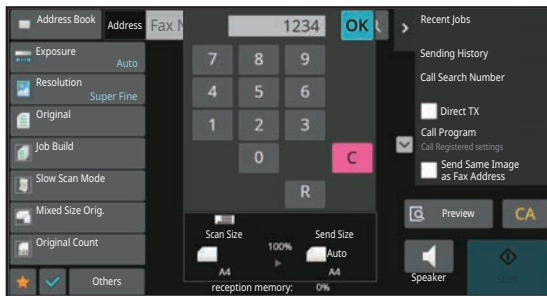 Address Book
Address
Fax N
1234
OK
Recent Jobs
Exposure
Auto
Sending History
Resolution
Super Fine
Call Search Number
Original
Direct TX
Job Build
Call Program
Call Registered settings
Slow Scan Mode
Send Same Image
as Fax Address
Mixed Size Orig.
Original Count
Others
7 8 9
4 5 6
1 2 3
0 C
R
Scan Size
Send Size
100%
Auto
A4
A4
reception memory: 0%
Preview
CA
Speaker
Start